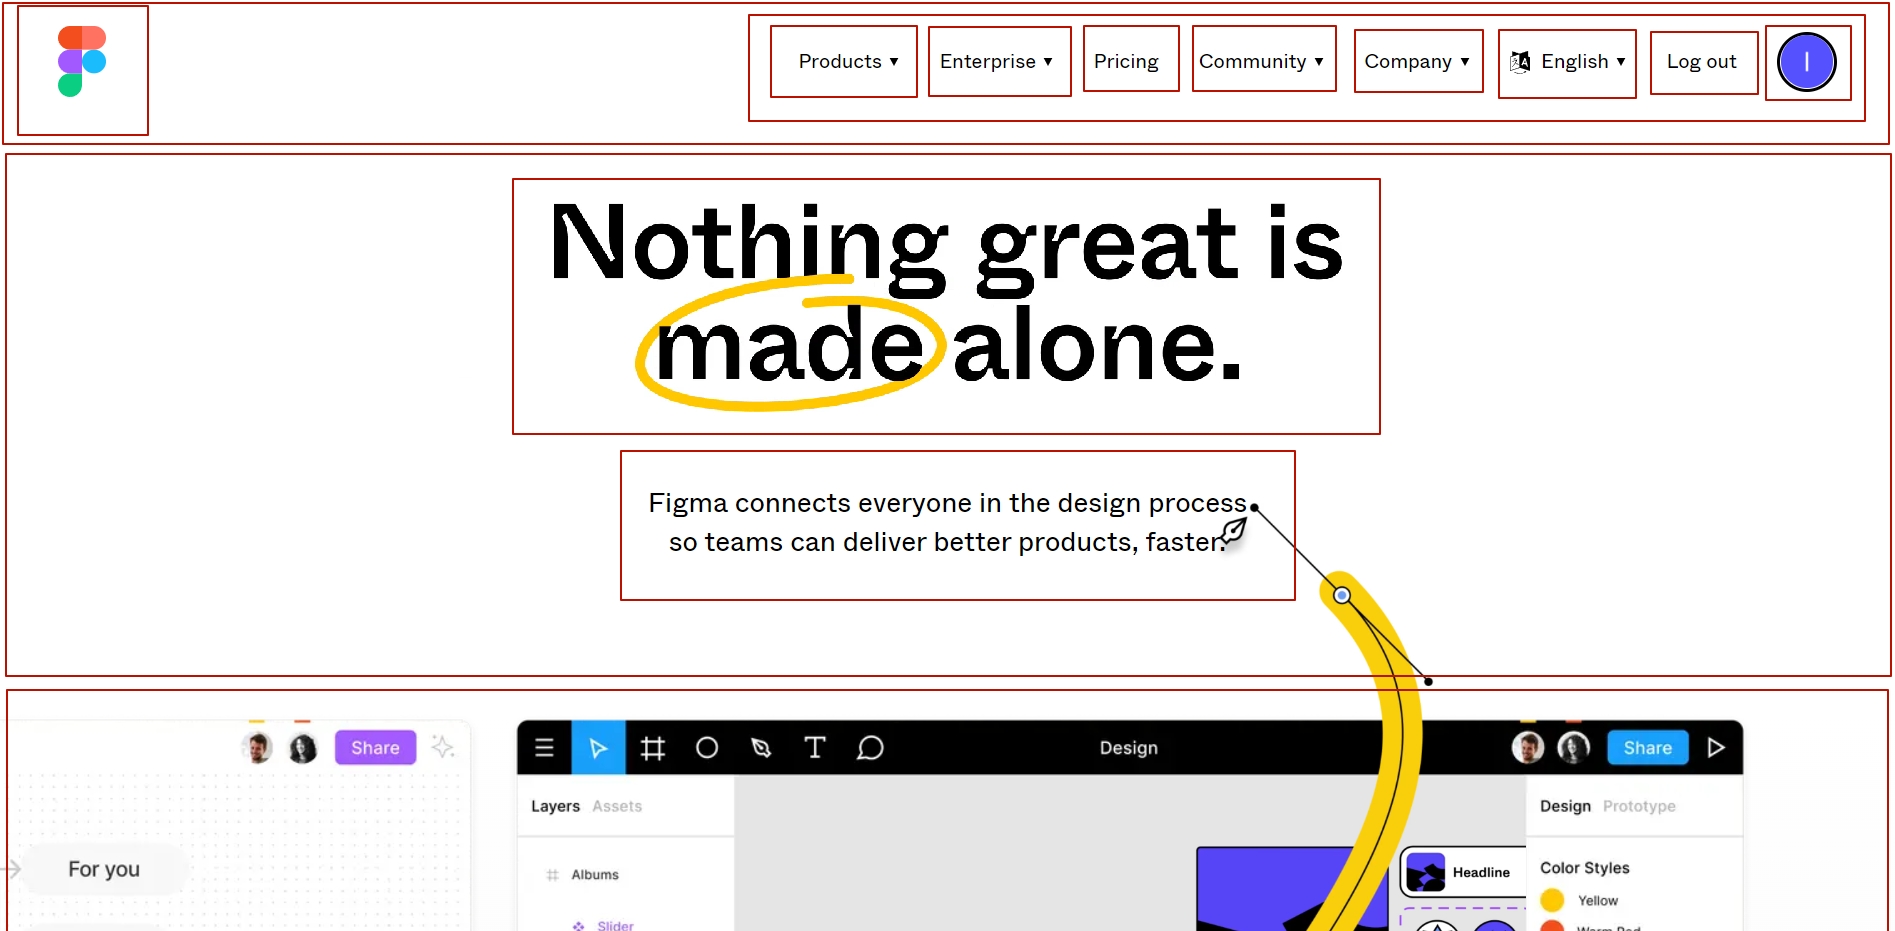 Products ▼ Enterprise ▼ Pricing Community ▼ Company ▼ English ▼ Log out I
Nothing great is
made alone.
Figma connects everyone in the design process
so teams can deliver better products, faster.
Share
For you
Design Share
Layers Assets
Albums
Slider
Headline
Design Prototype
Color Styles
Yellow
Warm Red